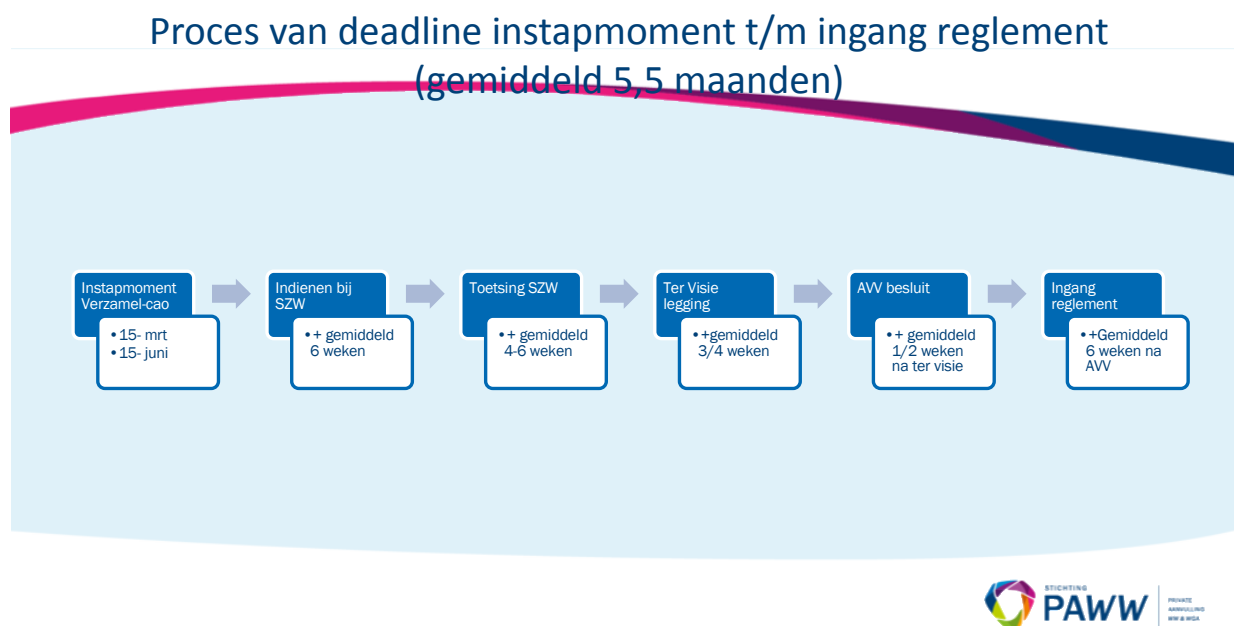 Proces van deadline instapmoment t/m ingang reglement
(gemiddeld 5,5 maanden)
Instapmoment
Verzamel-cao
•15- mrt
•15- juni
Indienen bij
SZW
•+ gemiddeld
6 weken
Toetsing SZW
•+ gemiddeld
4-6 weken
Ter Visie
legging
•+gemiddeld
3/4 weken
AVV besluit
•+ gemiddeld
1/2 weken
na ter visie
Ingang
reglement
•+Gemiddeld
6 weken na
AVV
STICHTING
PAWW
PRIVATE
AANVULLING
WW & WGA